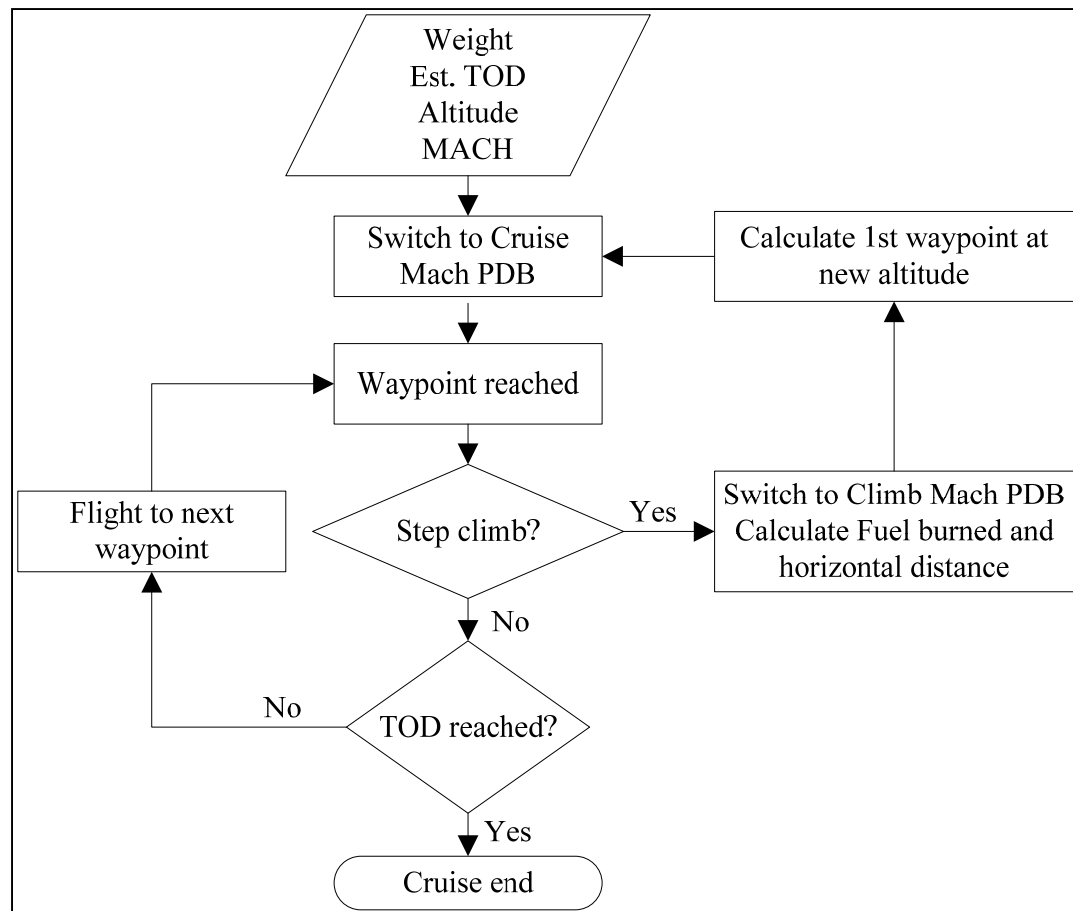 Weight
Est. TOD
Altitude
MACH
Switch to Cruise
Mach PDB
Calculate 1st waypoint at
new altitude
Waypoint reached
Flight to next
waypoint
Step climb?
Yes
Switch to Climb Mach PDB
Calculate Fuel burned and
horizontal distance
No
TOD reached?
No
Yes
Cruise end